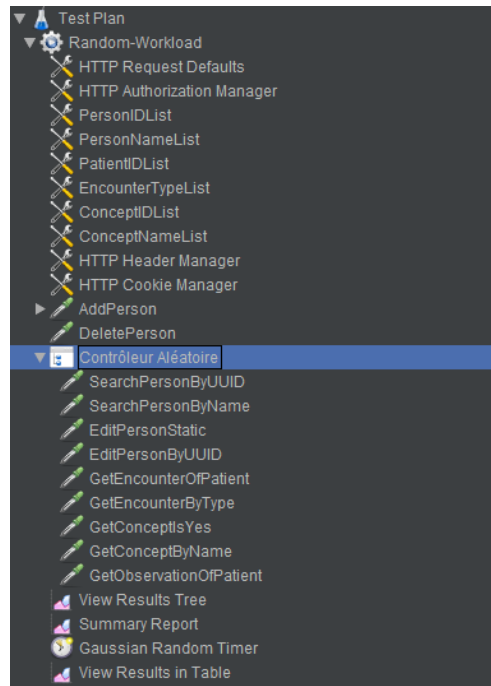 Test Plan
Random-Workload
HTTP Request Defaults
HTTP Authorization Manager
PersonIDList
PersonNameList
PatientIDList
EncounterTypeList
ConceptIDList
ConceptNameList
HTTP Header Manager
HTTP Cookie Manager
AddPerson
DeletePerson
Contrôleur Aléatoire
SearchPersonByUUID
SearchPersonByName
EditPersonStatic
EditPersonByUUID
GetEncounterOfPatient
GetEncounterByType
GetConceptIsYes
GetConceptByName
GetObservationOfPatient
View Results Tree
Summary Report
Gaussian Random Timer
View Results in Table